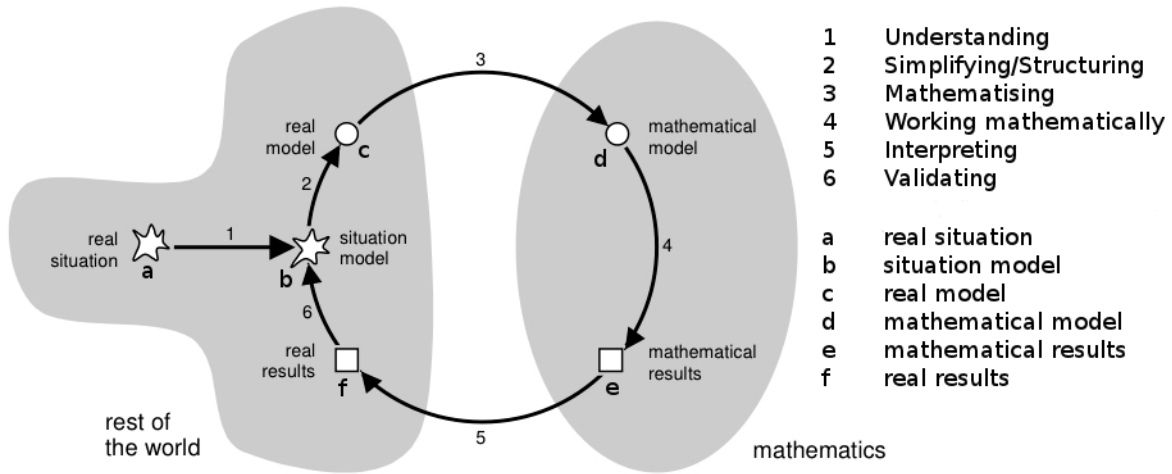 3
real
model
c
d
mathematical
model
2
real
situation
a
1
b
situation
model
4
6
real
results
f
e
mathematical
results
5
rest of
the world
mathematics
1 Understanding
2 Simplifying/Structuring
3 Mathematising
4 Working mathematically
5 Interpreting
6 Validating
a real situation
b situation model
c real model
d mathematical model
e mathematical results
f real results